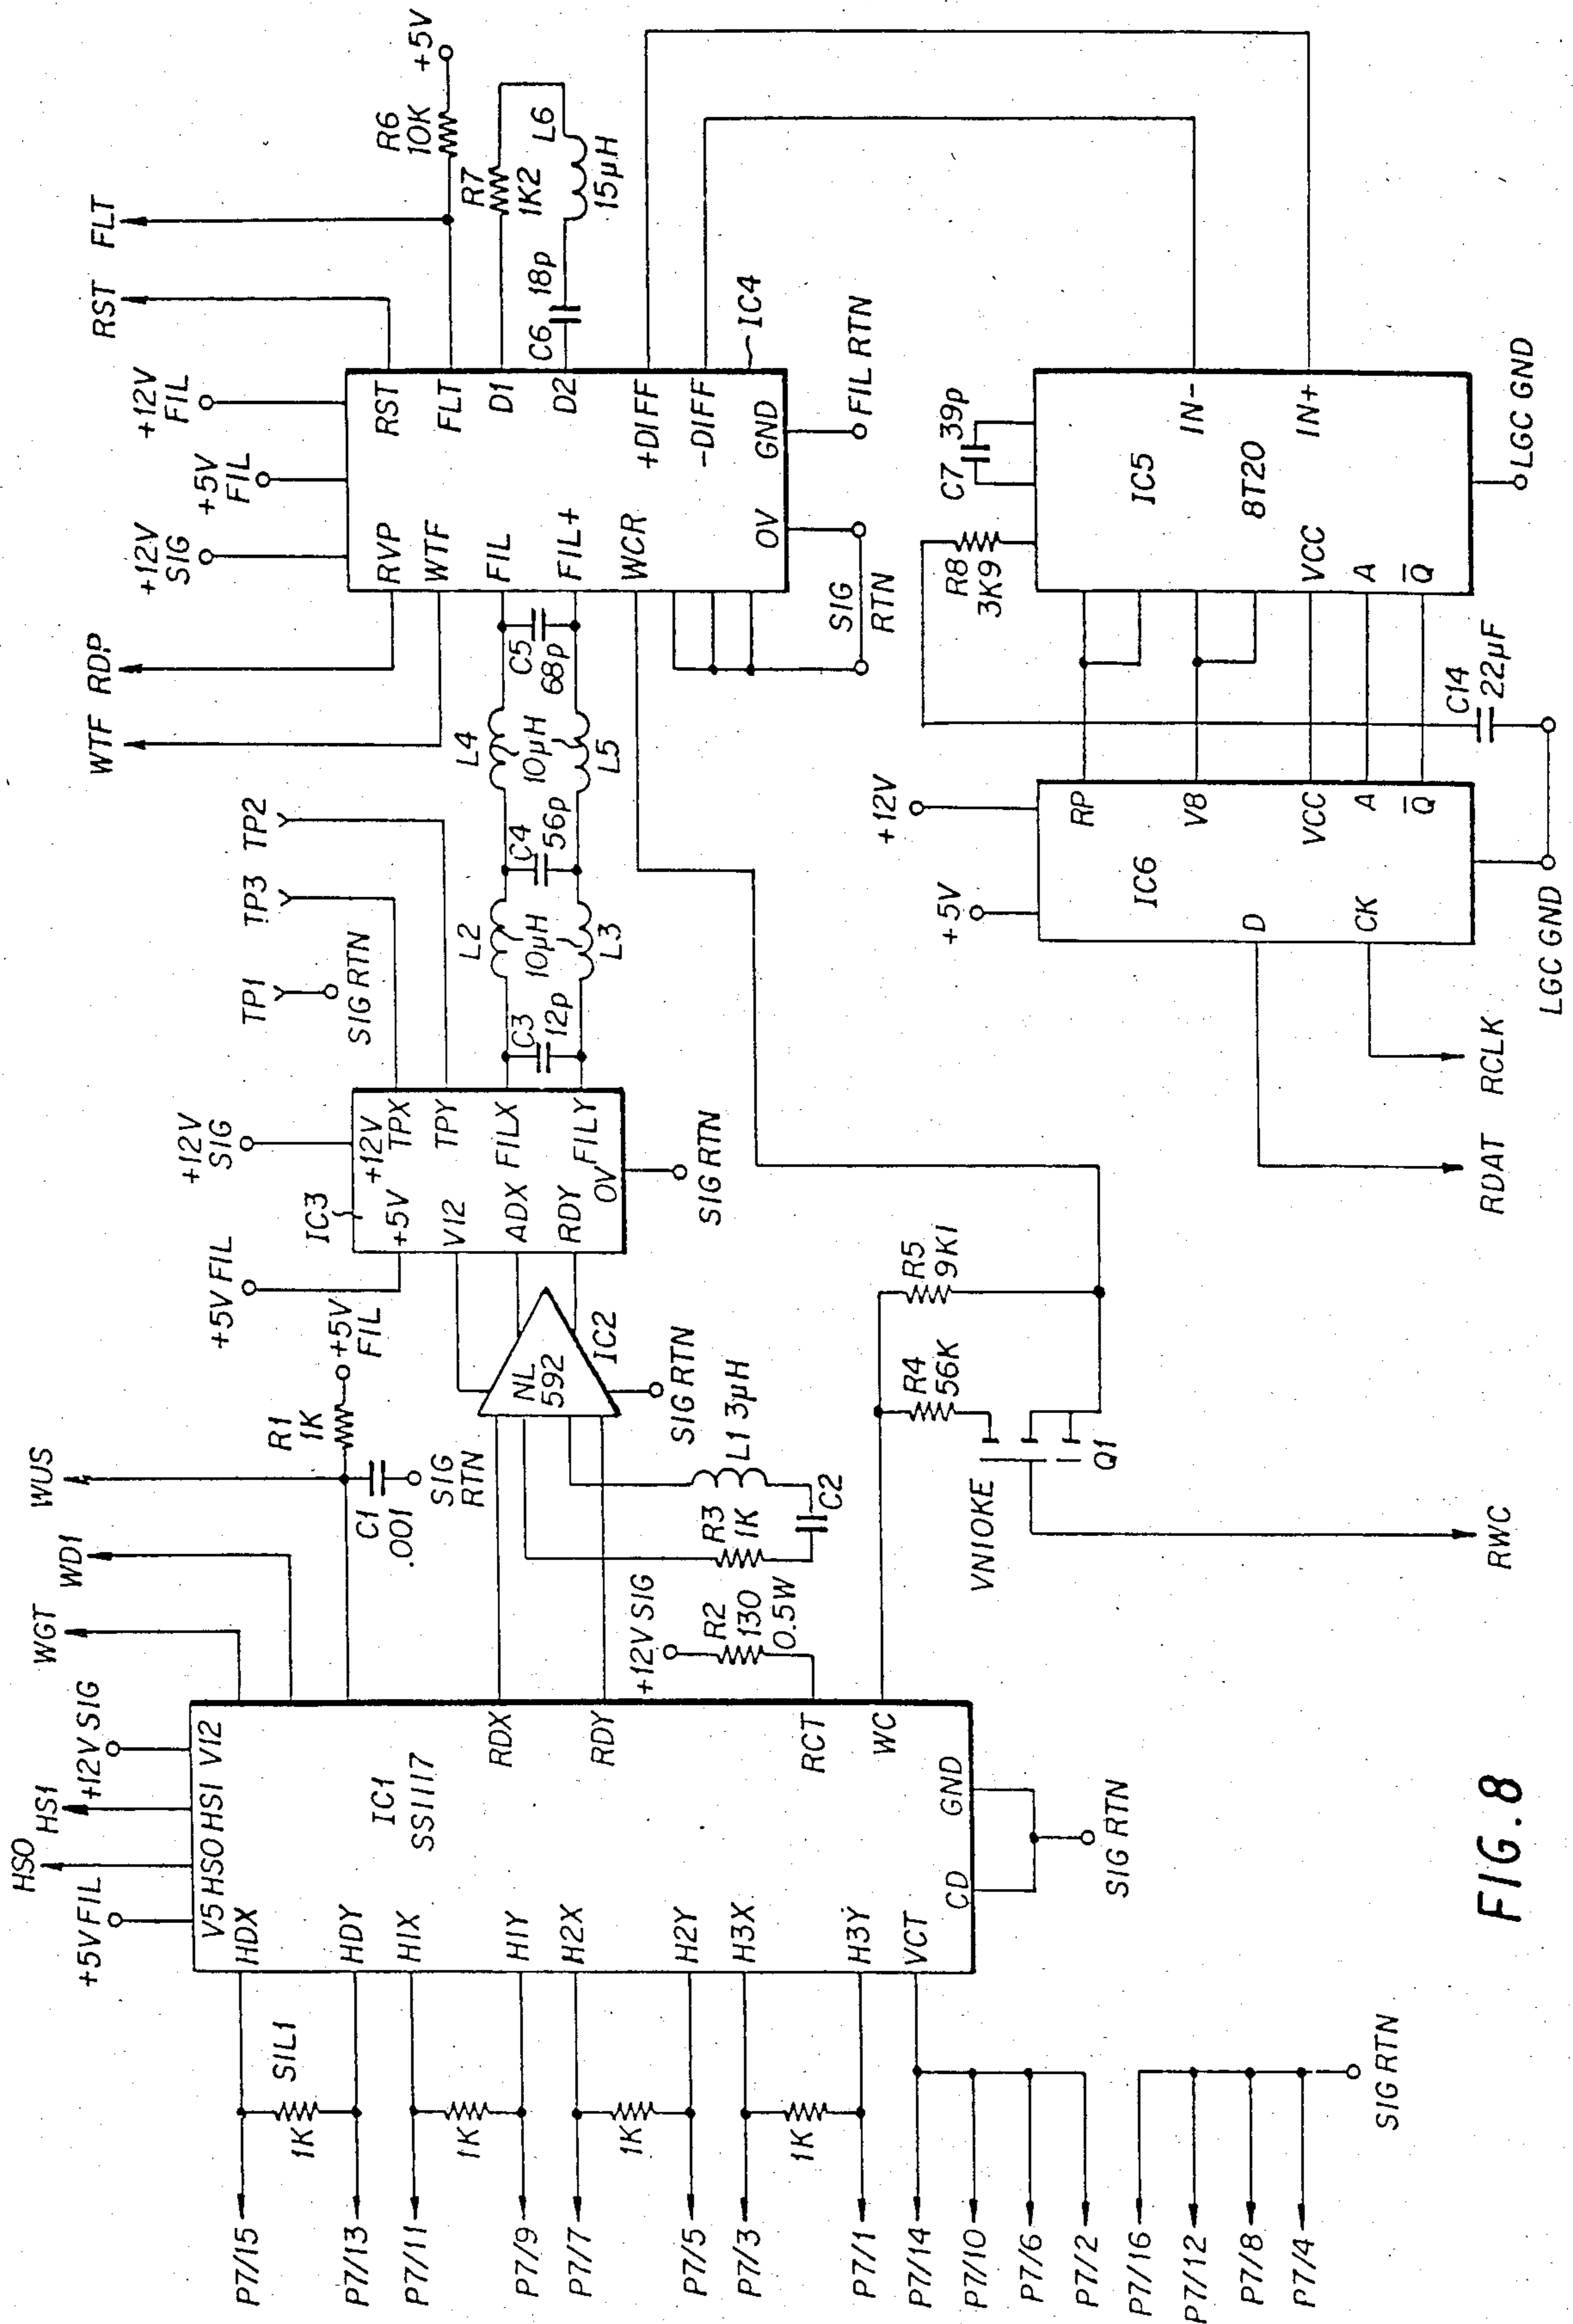 HSO
HS1
+5V FIL
+12V SIG
WGT
WD1
WUS
V5
HSO
HS1
V12
HDX
HDY
H1X
H1Y
H2X
H2Y
H3X
H3Y
VCT
CD
GND
IC1
SS1117
RDX
RDY
RCT
WC
SIG RTN
SIL1
1K
1K
1K
1K
P7/15
P7/13
P7/11
P7/9
P7/7
P7/5
P7/3
P7/1
P7/14
P7/10
P7/6
P7/2
P7/16
P7/12
P7/8
P7/4
SIG RTN
R1
1K
+5V
FIL
C1
.001
SIG
RTN
+12V SIG
R2
130
0.5W
R3
1K
C2
L1 3µH
NL
592
IC2
SIG RTN
R4
56K
R5
9K1
VN10KE
Q1
RWC
+5V FIL
+12V
SIG
IC3
+5V
+12V
TPX
V12
TPY
ADX
FILX
RDY
FILY
OV
SIG RTN
TP1
SIG RTN
TP3
TP2
C3
12p
L2
10µH
L3
C4
56p
L4
10µH
L5
C5
68p
WTF
RDP
+12V
SIG
+5V
FIL
+12V
FIL
RST
FLT
RVP
RST
WTF
FLT
FIL
D1
FIL+
D2
WCR
+DIFF
-DIFF
OV
GND
IC4
SIG
RTN
FIL RTN
R6
10K
+5V
R7
1K2
L6
15µH
C6
18p
+5V
+12V
IC6
RP
V8
VCC
A
Q̅
D
CK
LGC GND
RDAT
RCLK
C14
22µF
R8
3K9
C7
39p
IC5
8T20
IN-
IN+
VCC
A
Q̅
LGC GND
FIG.8